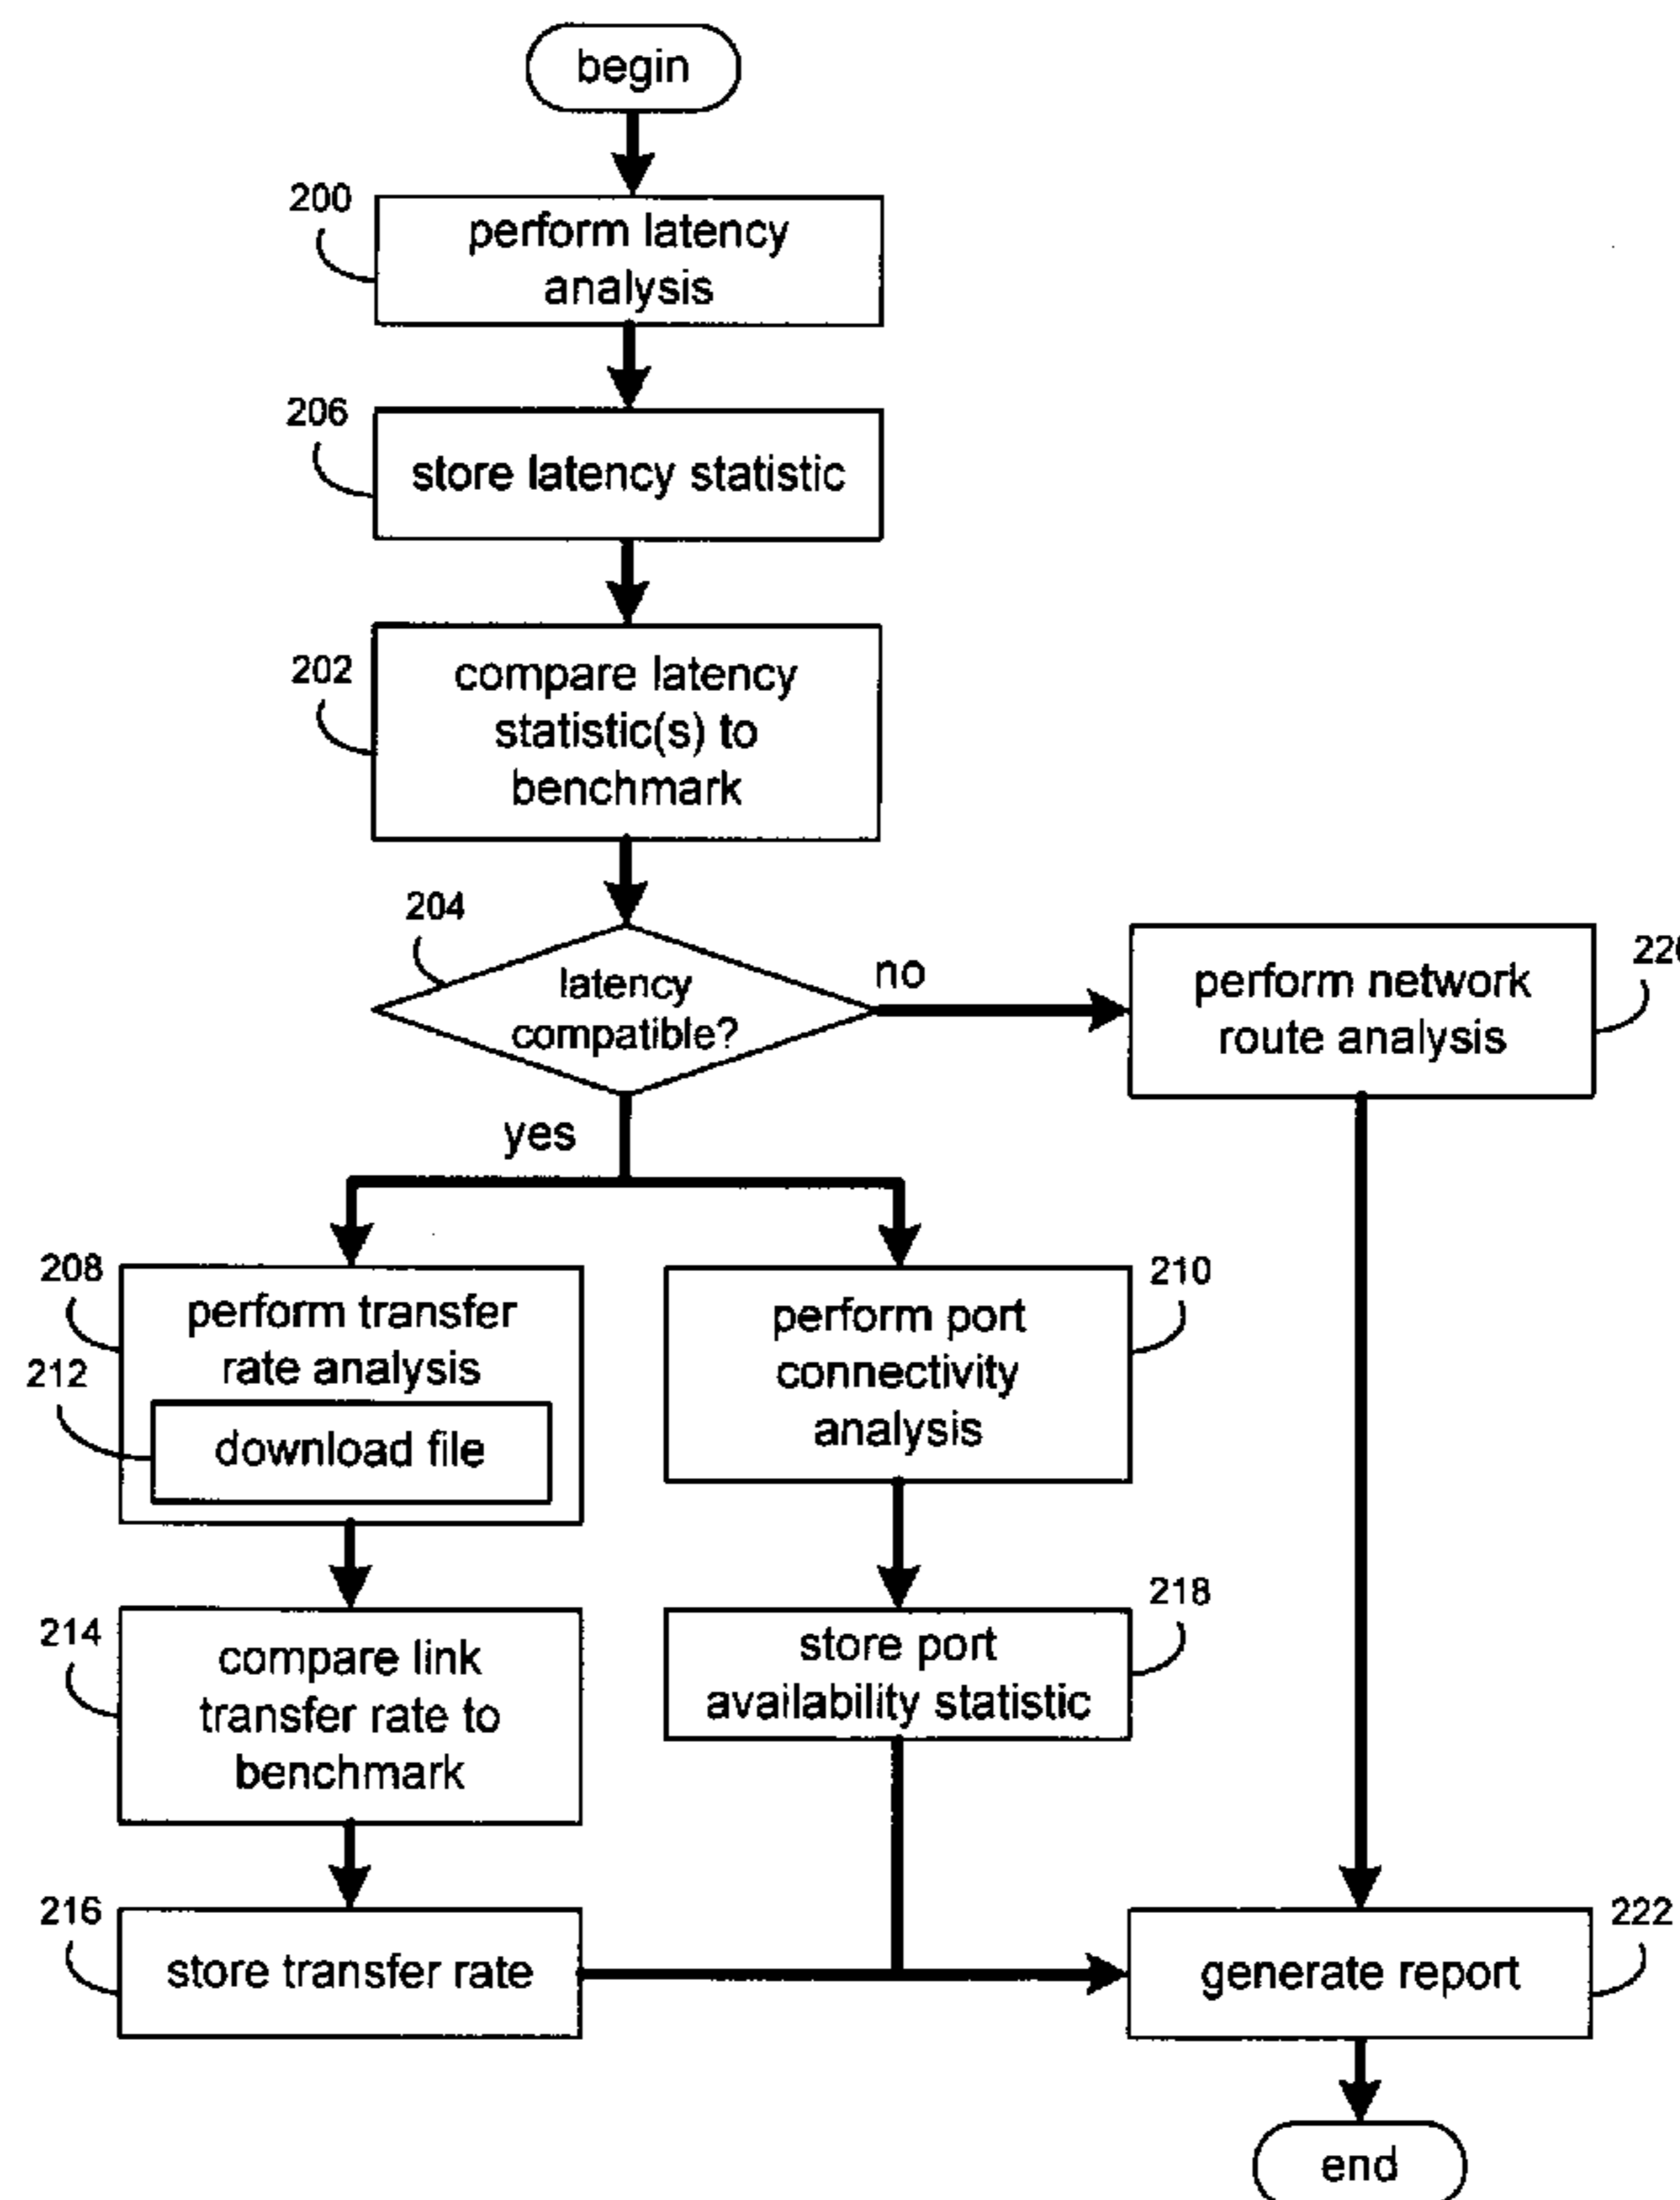 begin
200
perform latency
analysis
206
store latency statistic
202
compare latency
statistic(s) to
benchmark
204
latency
compatible?
no
perform network
route analysis
220
yes
208
perform transfer
rate analysis
212
download file
210
perform port
connectivity
analysis
214
compare link
transfer rate to
benchmark
218
store port
availability statistic
216
store transfer rate
222
generate report
end